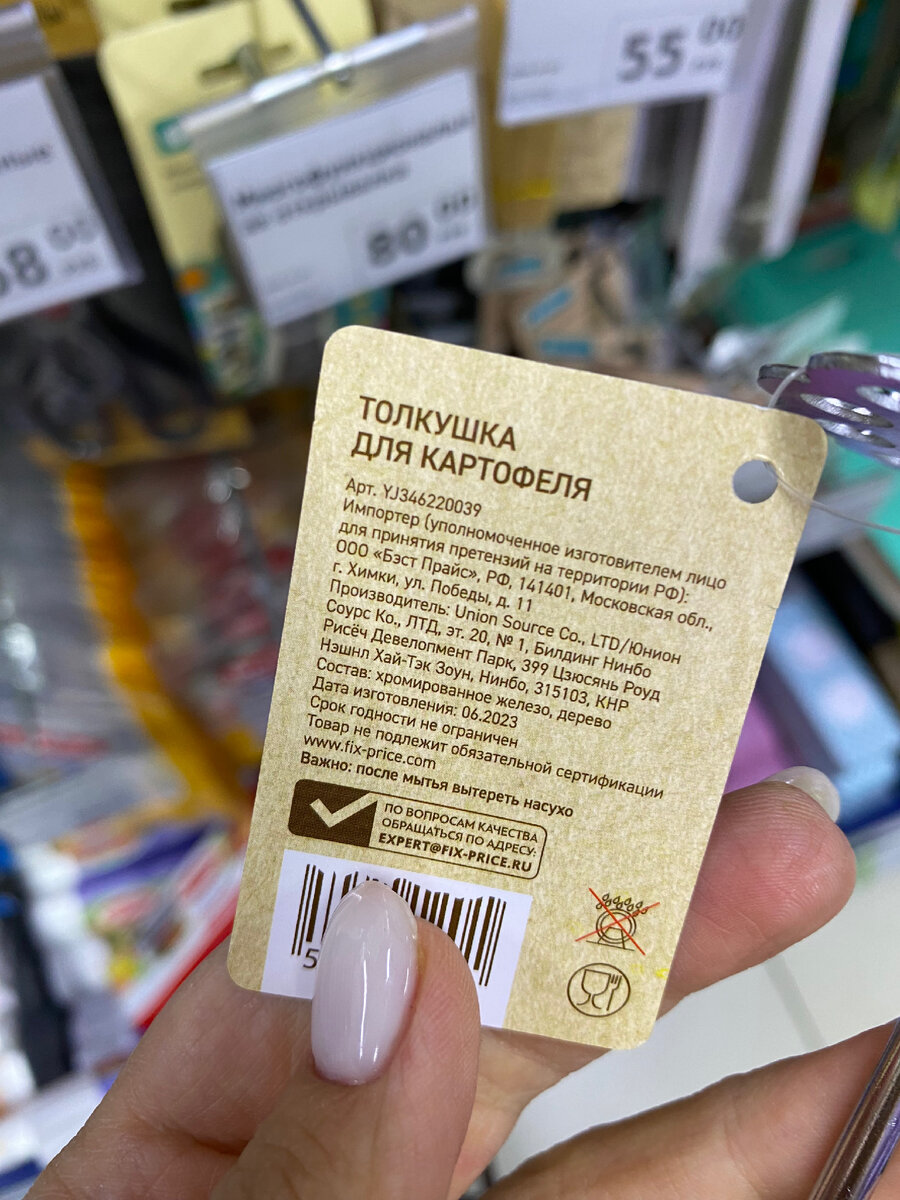 55 00
80 00
ТОЛКУШКА
ДЛЯ КАРТОФЕЛЯ
Арт. YJ346220039
Импортер (уполномоченное изготовителем лицо
для принятия претензий на территории РФ):
ООО «Бэст Прайс», РФ, 141401, Московская обл.,
г. Химки, ул. Победы, д. 11
Производитель: Union Source Co., LTD/Юнион
Соурс Ко., ЛТД, эт. 20, № 1, Билдинг Нинбо
Рисёч Девелопмент Парк, 399 Цзюсянь Роуд
Нэшнл Хай-Тэк Зоун, Нинбо, 315103, КНР
Состав: хромированное железо, дерево
Дата изготовления: 06.2023
Срок годности не ограничен
Товар не подлежит обязательной сертификации
www.fix-price.com
Важно: после мытья вытереть насухо
ПО ВОПРОСАМ КАЧЕСТВА
ОБРАЩАТЬСЯ ПО АДРЕСУ:
EXPERT@FIX-PRICE.RU
5